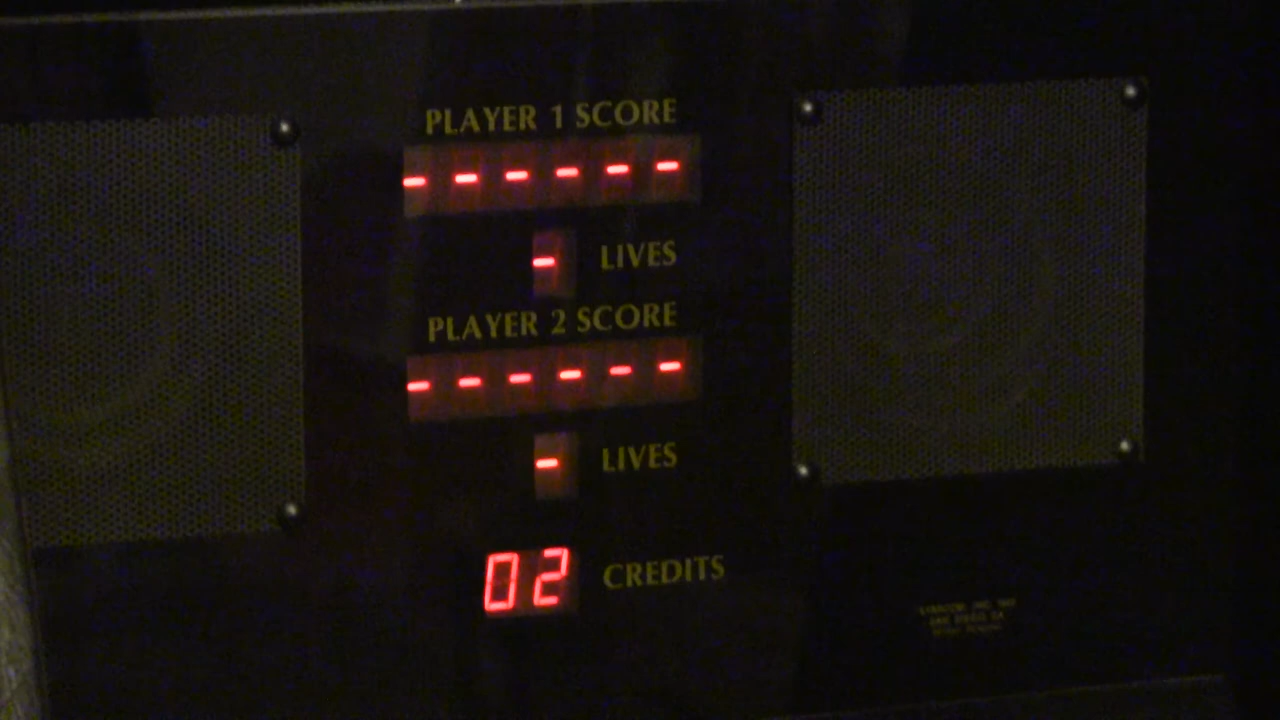 PLAYER 1 SCORE
- - - - - -
- LIVES
PLAYER 2 SCORE
- - - - - -
- LIVES
02 CREDITS